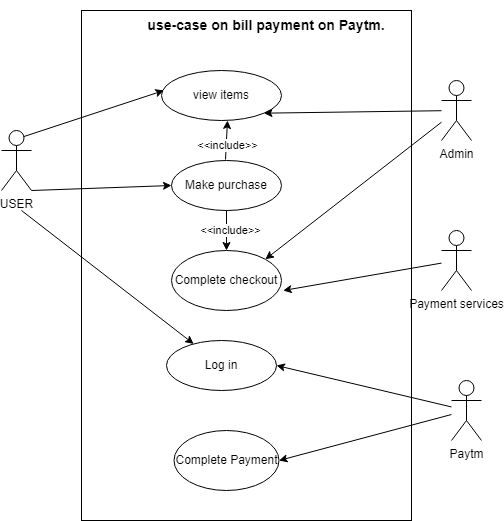 use-case on bill payment on Paytm.
view items
<<include>>
Admin
Make purchase
USER
<<include>>
Complete checkout
Payment services
Log in
Paytm
Complete Payment